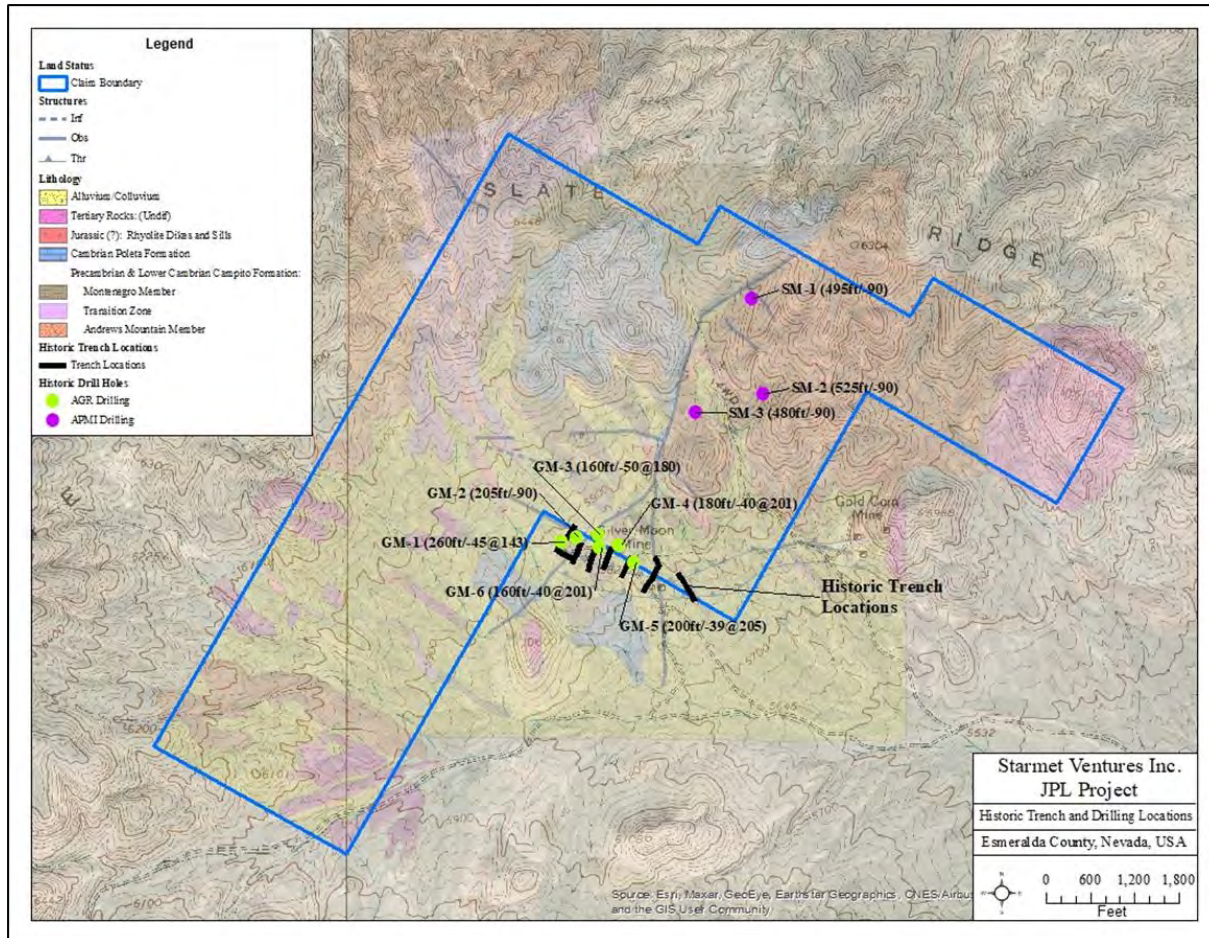 Legend
Land Status
Claim Boundary
Structures
Inf
Obs
Thr
Lithology
Alluvium/Colluvium
Tertiary Rocks: (Undif)
Jurassic (?): Rhyolite Dikes and Sills
Cambrian Poleta Formation
Precambrian & Lower Cambrian Campito Formation:
Montenegro Member
Transition Zone
Andrews Mountain Member
Historic Trench Locations
Trench Locations
Historic Drill Holes
AGR Drilling
APMI Drilling
SLATE
RIDGE
6304
SM-1 (495ft/-90)
SM-2 (525ft/-90)
SM-3 (480ft/-90)
GM-3 (160ft/-50@180)
GM-2 (205ft/-90)
GM-4 (180ft/-40@201)
Gold Coin
Mine
Silver Moon
Mine
GM-1 (260ft/-45@143)
GM-6 (160ft/-40@201)
Historic Trench
Locations
GM-5 (200ft/-39@205)
5700
6200
5532
5900
Starmet Ventures Inc.
JPL Project
Historic Trench and Drilling Locations
Esmeralda County, Nevada, USA
0 600 1,200 1,800
Feet
Source: Esri, Maxar, GeoEye, Earthstar Geographics, CNES/Airbus
and the GIS User Community